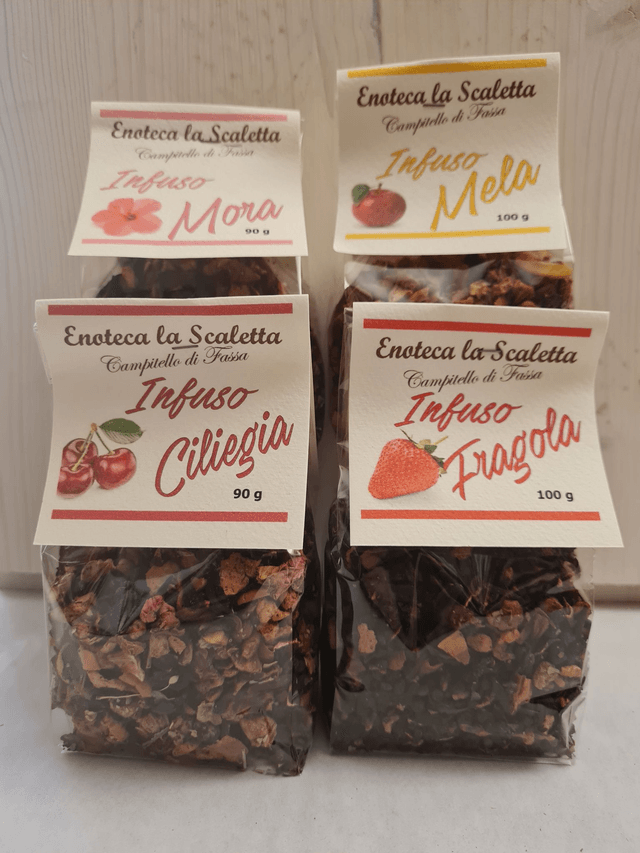 Enoteca la Scaletta
Campitello di Fassa
Infuso
Mora
90 g
Enoteca la Scaletta
Campitello di Fassa
Infuso
Mela
100 g
Enoteca la Scaletta
Campitello di Fassa
Infuso
Ciliegia
90 g
Enoteca la Scaletta
Campitello di Fassa
Infuso
Fragola
100 g